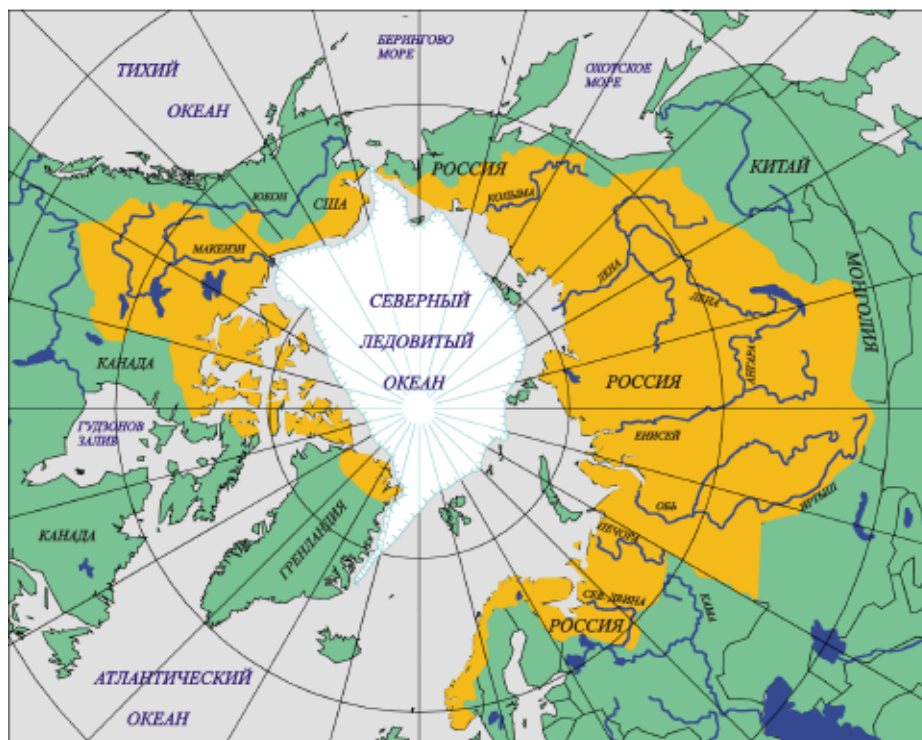 БЕРИНГОВО
МОРЕ
ТИХИЙ
ОКЕАН
ОХОТСКОЕ
МОРЕ
РОССИЯ
КИТАЙ
КОЛЫМА
ЮКОН
США
МАКЕНЗИ
МОНГОЛИЯ
ЛЕНА
ЛЕНА
СЕВЕРНЫЙ
ЛЕДОВИТЫЙ
ОКЕАН
КАНАДА
РОССИЯ
АНГАРА
ГУДЗОНОВ
ЗАЛИВ
ЕНИСЕЙ
ОБЬ
ИРТЫШ
КАНАДА
ГРЕНЛАНДИЯ
ПЕЧОРА
СЕВ. ДВИНА
КАМА
РОССИЯ
АТЛАНТИЧЕСКИЙ
ОКЕАН